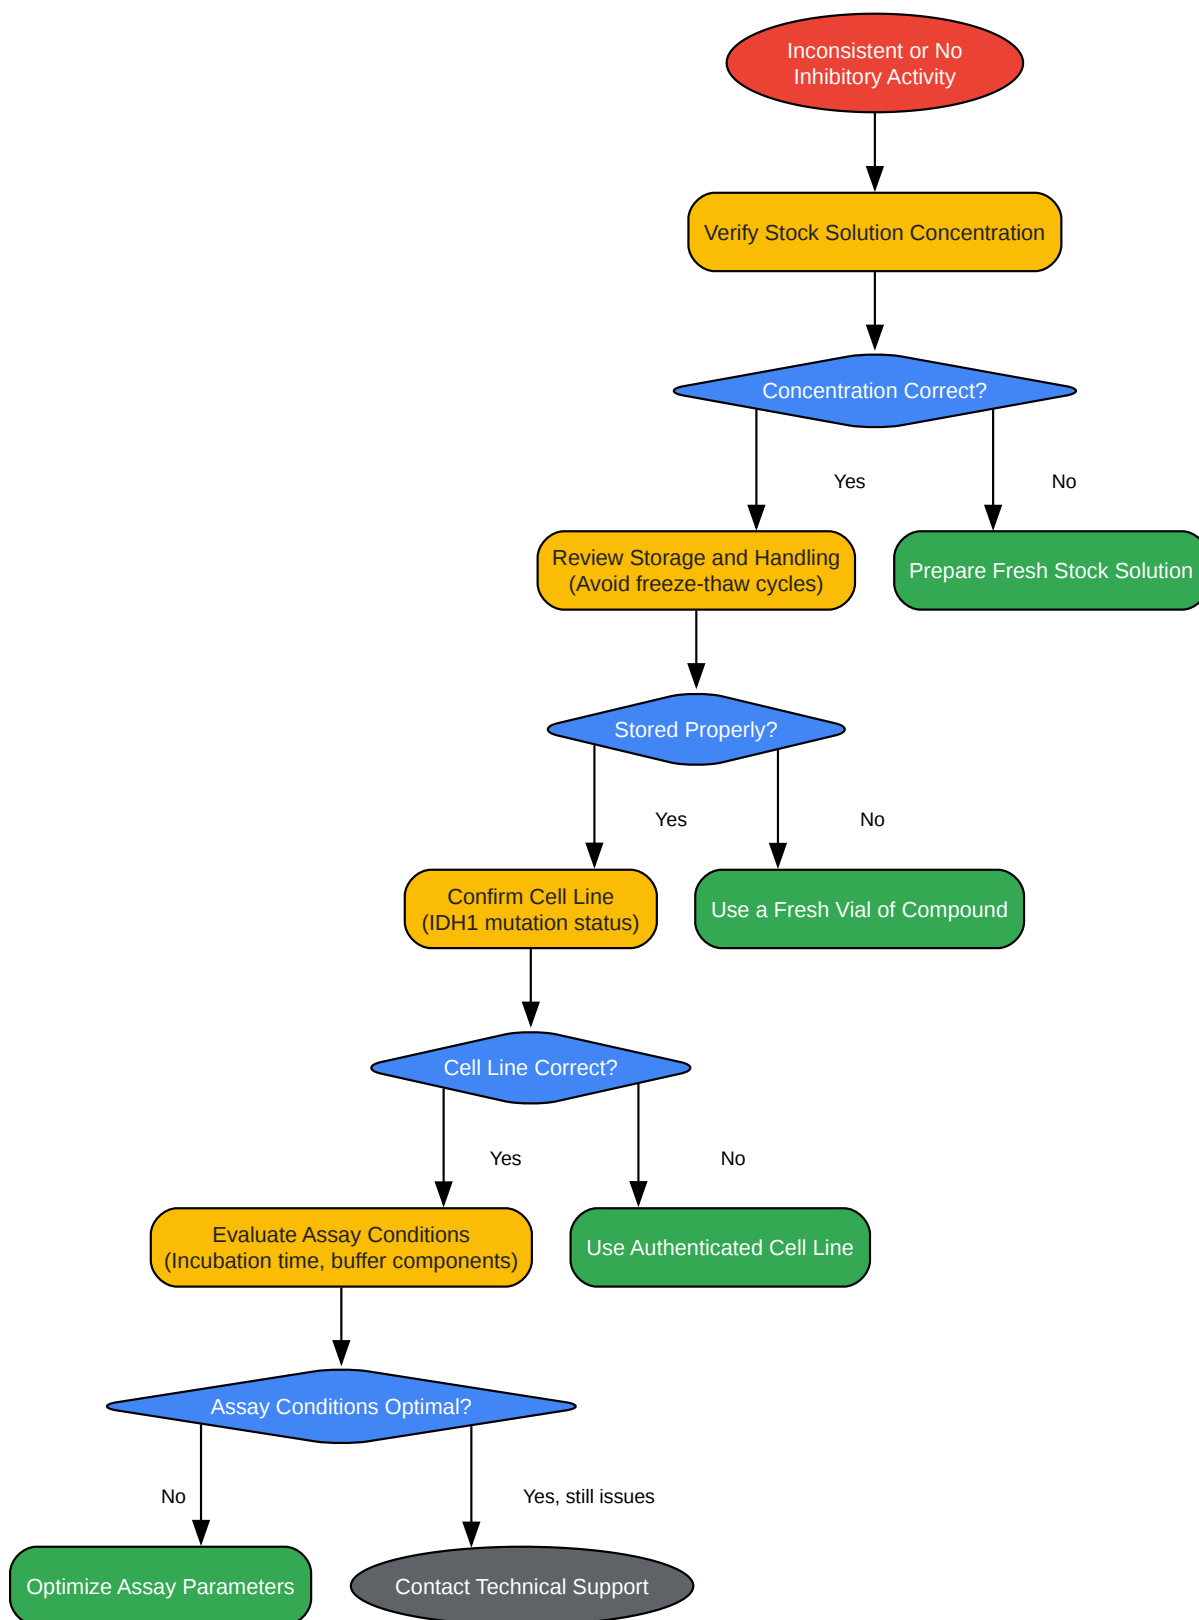 Inconsistent or No
Inhibitory Activity
Verify Stock Solution Concentration
Concentration Correct?
Yes
No
Review Storage and Handling
(Avoid freeze-thaw cycles)
Prepare Fresh Stock Solution
Stored Properly?
Yes
No
Confirm Cell Line
(IDH1 mutation status)
Use a Fresh Vial of Compound
Cell Line Correct?
Yes
No
Evaluate Assay Conditions
(Incubation time, buffer components)
Use Authenticated Cell Line
Assay Conditions Optimal?
No
Yes, still issues
Optimize Assay Parameters
Contact Technical Support